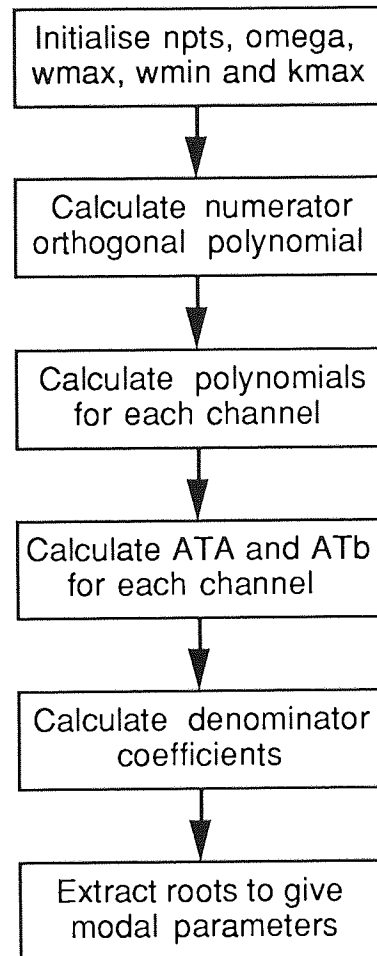 Initialise npts, omega,
wmax, wmin and kmax
Calculate numerator
orthogonal polynomial
Calculate polynomials
for each channel
Calculate ATA and ATb
for each channel
Calculate denominator
coefficients
Extract roots to give
modal parameters